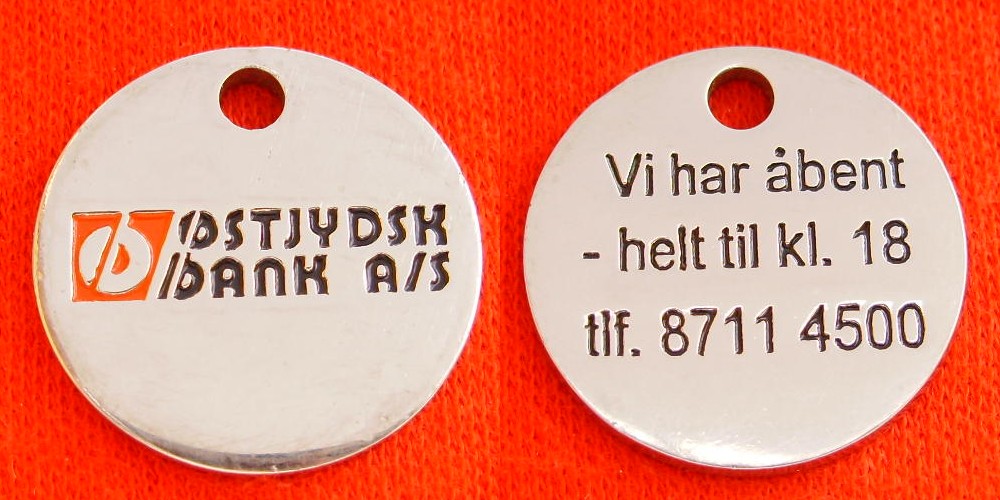 ØSTJYDSK
BANK A/S
Vi har åbent
- helt til kl. 18
tlf. 8711 4500